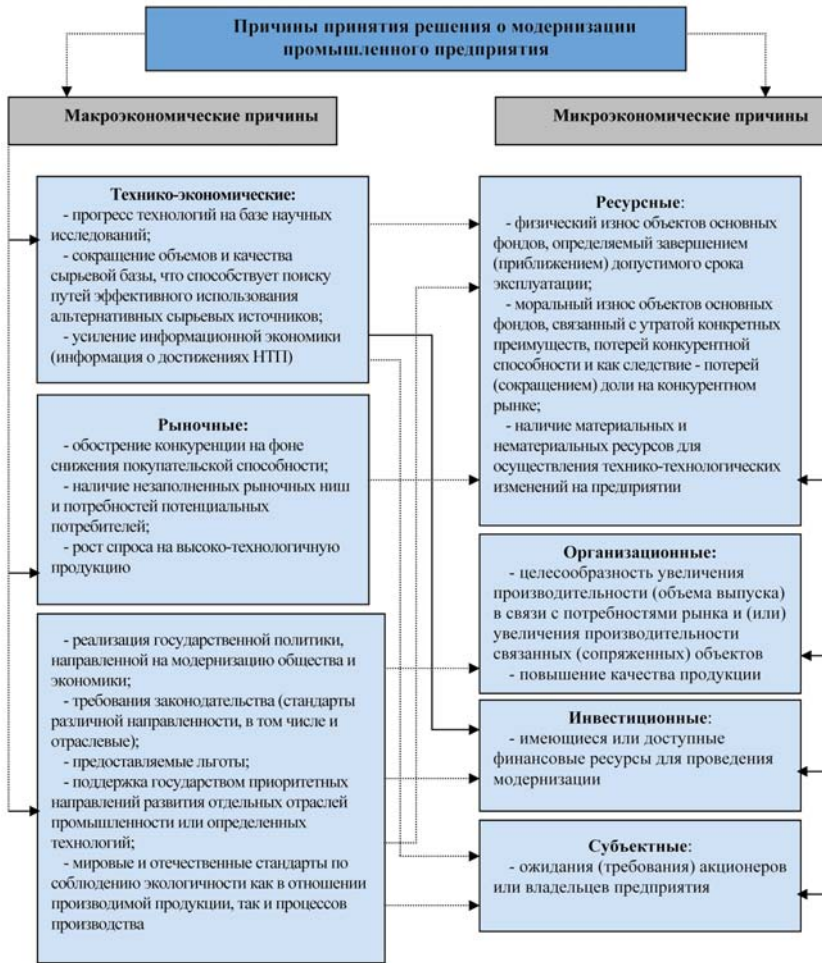 Причины принятия решения о модернизации
промышленного предприятия
Макроэкономические причины
Микроэкономические причины
Технико-экономические:
- прогресс технологий на базе научных
исследований;
- сокращение объемов и качества
сырьевой базы, что способствует поиску
путей эффективного использования
альтернативных сырьевых источников;
- усиление информационной экономики
(информация о достижениях НТП)
Рыночные:
- обострение конкуренции на фоне
снижения покупательской способности;
- наличие незаполненных рыночных ниш
и потребностей потенциальных
потребителей;
- рост спроса на высоко-технологичную
продукцию
- реализация государственной политики,
направленной на модернизацию общества и
экономики;
- требования законодательства (стандарты
различной направленности, в том числе и
отраслевые);
- предоставляемые льготы;
- поддержка государством приоритетных
направлений развития отдельных отраслей
промышленности или определенных
технологий;
- мировые и отечественные стандарты по
соблюдению экологичности как в отношении
производимой продукции, так и процессов
производства
Ресурсные:
- физический износ объектов основных
фондов, определяемый завершением
(приближением) допустимого срока
эксплуатации;
- моральный износ объектов основных
фондов, связанный с утратой конкретных
преимуществ, потерей конкурентной
способности и как следствие - потерей
(сокращением) доли на конкурентном
рынке;
- наличие материальных и
нематериальных ресурсов для
осуществления технико-технологических
изменений на предприятии
Организационные:
- целесообразность увеличения
производительности (объема выпуска)
в связи с потребностями рынка и (или)
увеличения производительности
связанных (сопряженных) объектов
- повышение качества продукции
Инвестиционные:
- имеющиеся или доступные
финансовые ресурсы для проведения
модернизации
Субъектные:
- ожидания (требования) акционеров
или владельцев предприятия